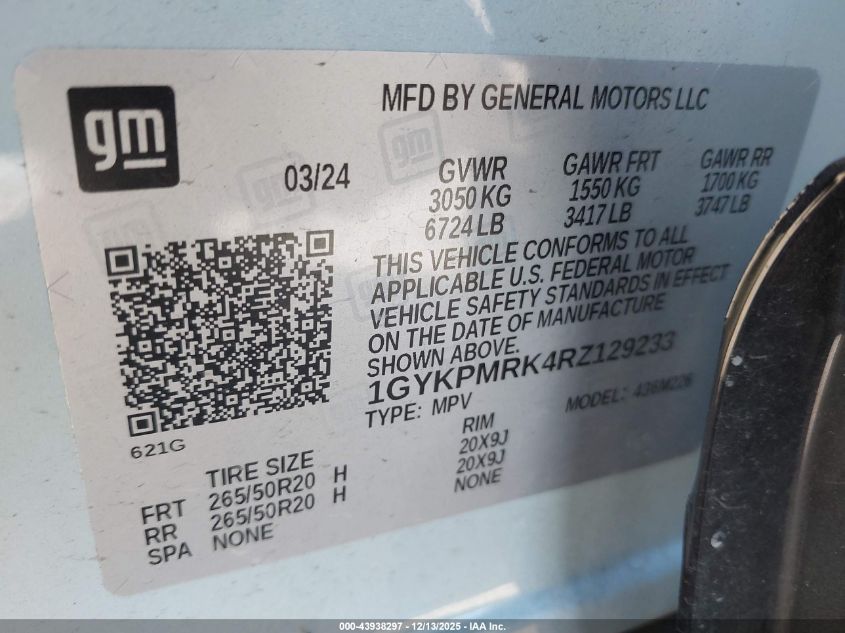 gm
MFD BY GENERAL MOTORS LLC
03/24
GVWR GAWR FRT GAWR RR
3050 KG 1550 KG 1700 KG
6724 LB 3417 LB 3747 LB
THIS VEHICLE CONFORMS TO ALL
APPLICABLE U.S. FEDERAL MOTOR
VEHICLE SAFETY STANDARDS IN EFFECT
ON THE DATE OF MANUFACTURE
SHOWN ABOVE.
1GYKPMRK4RZ129233
TYPE: MPV MODEL: 436M226
621G
TIRE SIZE RIM
FRT 265/50R20 H 20X9J
RR 265/50R20 H 20X9J
SPA NONE NONE
000-43938297 - 12/13/2025 - IAA Inc.